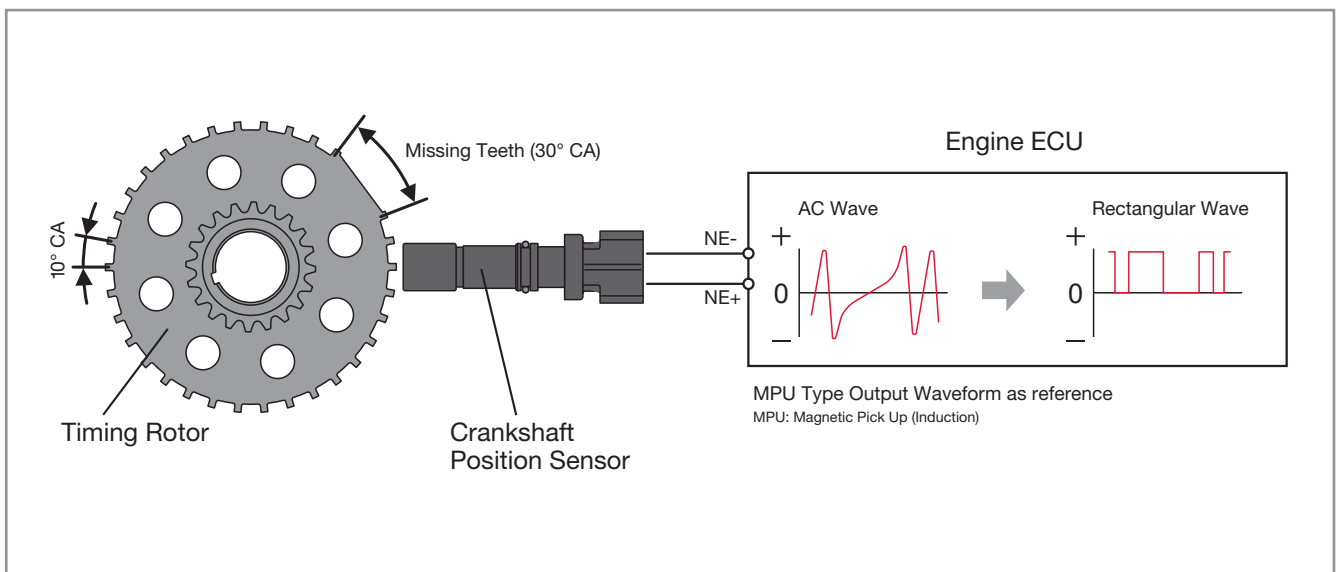 Missing Teeth (30° CA)
10° CA
Timing Rotor
Crankshaft
Position Sensor
NE-
NE+
Engine ECU
AC Wave
+
0
—
Rectangular Wave
+
0
—
MPU Type Output Waveform as reference
MPU: Magnetic Pick Up (Induction)